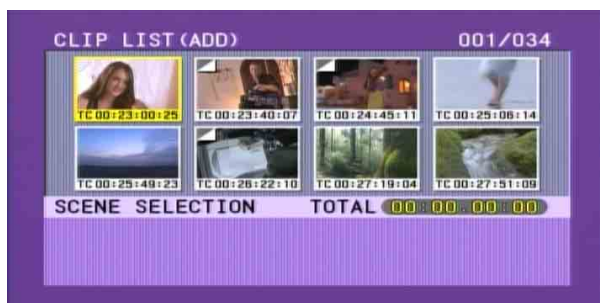 CLIP LIST(ADD) 001/034
TC 00:23:00:25 TC 00:23:40:07 TC 00:24:45:11 TC 00:25:06:14
TC 00:25:49:23 TC 00:26:22:10 TC 00:27:19:04 TC 00:27:51:09
SCENE SELECTION TOTAL 00:00.00:00